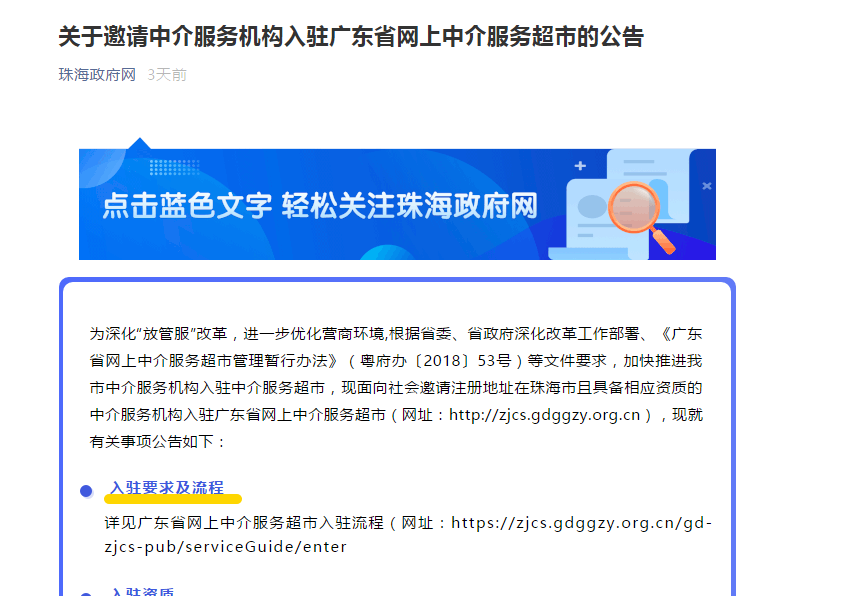 关于邀请中介服务机构入驻广东省网上中介服务超市的公告
珠海政府网 3天前
点击蓝色文字 轻松关注珠海政府网
为深化“放管服”改革，进一步优化营商环境,根据省委、省政府深化改革工作部署、《广东
省网上中介服务超市管理暂行办法》（粤府办〔2018〕53号）等文件要求，加快推进我
市中介服务机构入驻中介服务超市，现面向社会邀请注册地址在珠海市且具备相应资质的
中介服务机构入驻广东省网上中介服务超市（网址：http://zjcs.gdggzy.org.cn），现就
有关事项公告如下：
入驻要求及流程
详见广东省网上中介服务超市入驻流程（网址：https://zjcs.gdggzy.org.cn/gd-
zjcs-pub/serviceGuide/enter
入驻资质